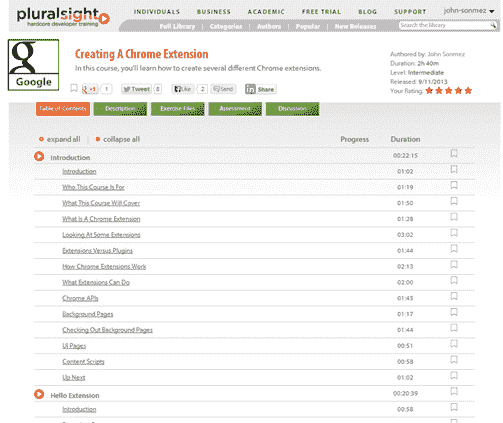 pluralsight
hardcore developer training
INDIVIDUALS BUSINESS ACADEMIC FREE TRIAL BLOG SUPPORT john-sonmez
Full Library | Categories | Authors | Popular | New Releases Search the library
g
Google
Creating A Chrome Extension
In this course, you'll learn how to create several different Chrome extensions.
Authored by: John Sonmez
Duration: 2h 40m
Level: Intermediate
Released: 9/11/2013
Your Rating:
+1 1 Tweet 8 Like 2 Send Share
Table of Contents Description Exercise Files Assessment Discussion
expand all | collapse all Progress Duration
Introduction 00:22:15
Introduction 01:02
Who This Course Is For 01:19
What This Course Will Cover 01:50
What Is A Chrome Extension 01:28
Looking At Some Extensions 03:02
Extensions Versus Plugins 01:44
How Chrome Extensions Work 02:13
What Extensions Can Do 02:00
Chrome APIs 01:45
Background Pages 01:17
Checking Out Background Pages 01:44
UI Pages 00:51
Content Scripts 00:58
Up Next 01:02
Hello Extension 00:20:39
Introduction 00:58